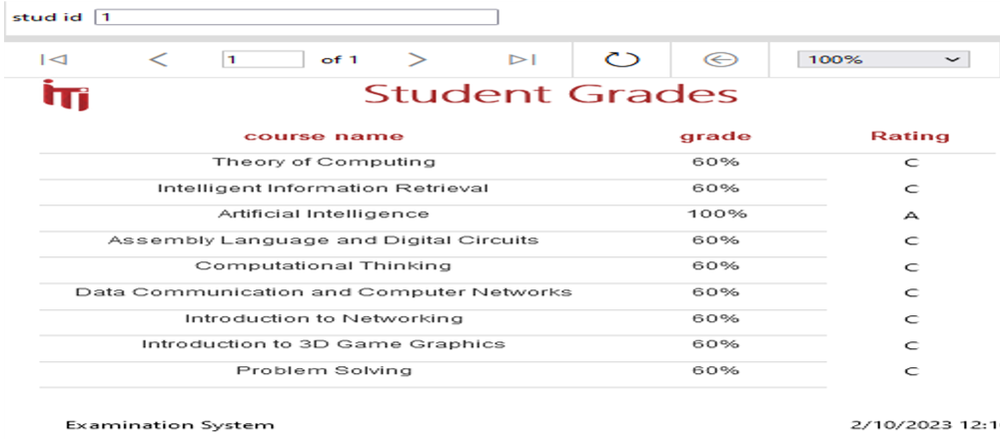 stud id 1
1 of 1 100%
iTi Student Grades
course name grade Rating
Theory of Computing 60% C
Intelligent Information Retrieval 60% C
Artificial Intelligence 100% A
Assembly Language and Digital Circuits 60% C
Computational Thinking 60% C
Data Communication and Computer Networks 60% C
Introduction to Networking 60% C
Introduction to 3D Game Graphics 60% C
Problem Solving 60% C
Examination System 2/10/2023 12:1